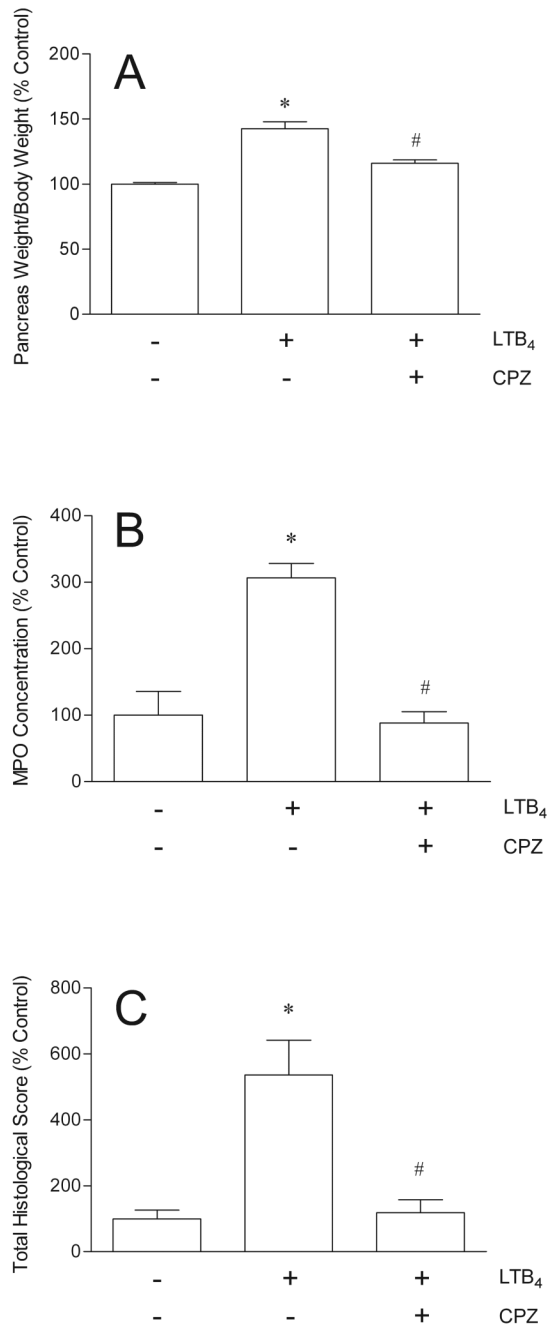 A
Pancreas Weight/Body Weight (% Control)
200
150
100
50
0
*
#
- + + LTB₄
- - + CPZ
B
MPO Concentration (% Control)
400
300
200
100
0
*
#
- + + LTB₄
- - + CPZ
C
Total Histological Score (% Control)
800
600
400
200
0
*
#
- + + LTB₄
- - + CPZ